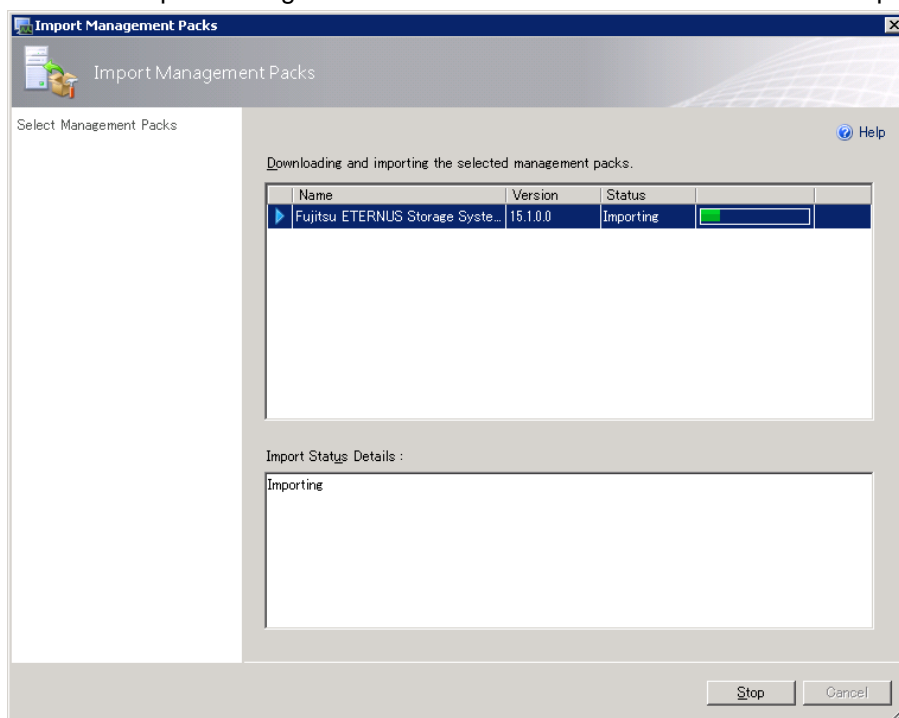 Import Management Packs
Import Management Packs
Select Management Packs
Help
Downloading and importing the selected management packs.
Name Version Status
Fujitsu ETERNUS Storage Syste... 15.1.0.0 Importing
Import Status Details :
Importing
Stop Cancel